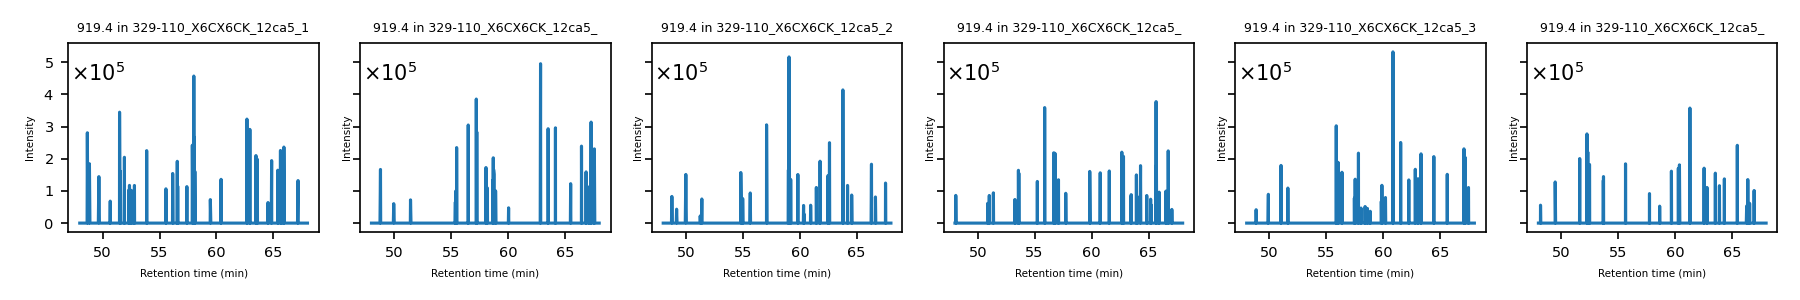 919.4 in 329-110_X6CX6CK_12ca5_1
919.4 in 329-110_X6CX6CK_12ca5_
919.4 in 329-110_X6CX6CK_12ca5_2
919.4 in 329-110_X6CX6CK_12ca5_
919.4 in 329-110_X6CX6CK_12ca5_3
919.4 in 329-110_X6CX6CK_12ca5_
×10⁵
×10⁵
×10⁵
×10⁵
×10⁵
×10⁵
5
4
3
2
1
0
Intensity
Intensity
Intensity
Intensity
Intensity
Intensity
50 55 60 65
50 55 60 65
50 55 60 65
50 55 60 65
50 55 60 65
50 55 60 65
Retention time (min)
Retention time (min)
Retention time (min)
Retention time (min)
Retention time (min)
Retention time (min)